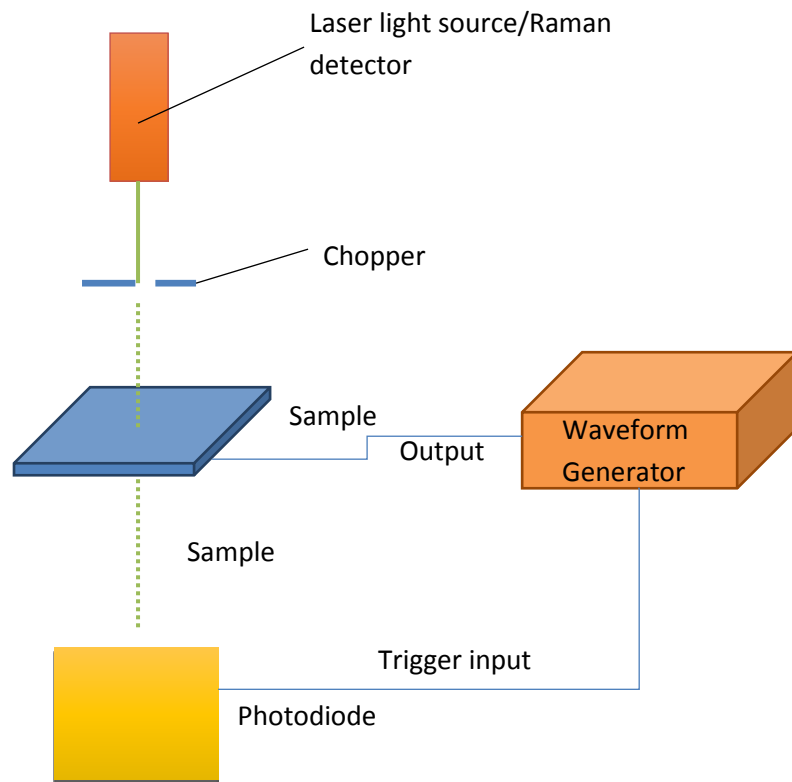 Laser light source/Raman
detector
Chopper
Sample
Output
Waveform
Generator
Sample
Trigger input
Photodiode